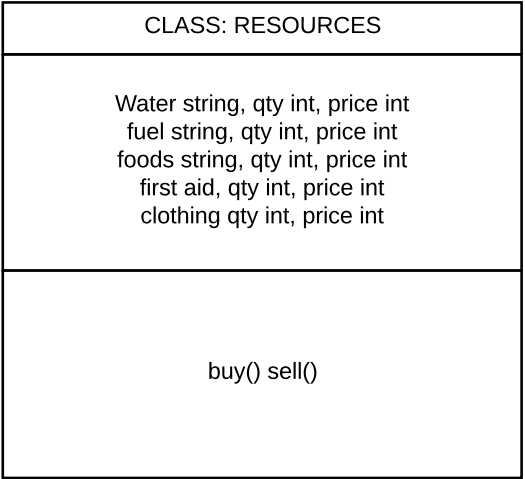 CLASS: RESOURCES
Water string, qty int, price int
fuel string, qty int, price int
foods string, qty int, price int
first aid, qty int, price int
clothing qty int, price int
buy() sell()